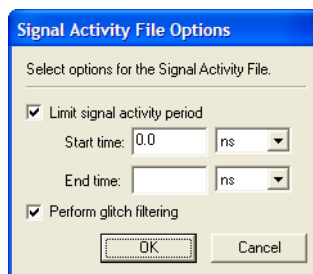 Signal Activity File Options
Select options for the Signal Activity File.
Limit signal activity period
Start time: 0.0 ns
End time: ns
Perform glitch filtering
OK Cancel